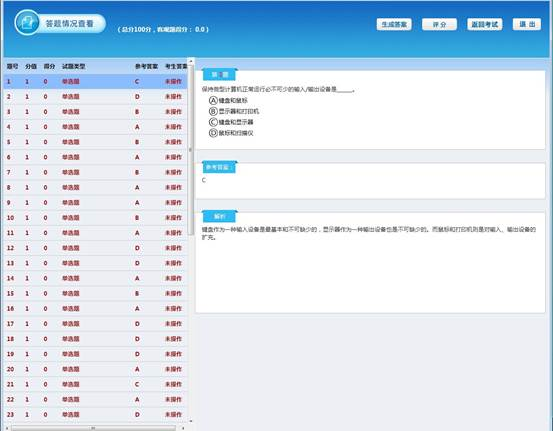 答题情况查看
（总分100分，客观题得分： 0.0 ）
生成答案 评 分 返回考试 退 出
题号 分值 得分 试题类型 参考答案 考生答案
1 1 0 单选题 C 未操作
2 1 0 单选题 D 未操作
3 1 0 单选题 B 未操作
4 1 0 单选题 A 未操作
5 1 0 单选题 B 未操作
6 1 0 单选题 A 未操作
7 1 0 单选题 B 未操作
8 1 0 单选题 A 未操作
9 1 0 单选题 A 未操作
10 1 0 单选题 B 未操作
11 1 0 单选题 A 未操作
12 1 0 单选题 D 未操作
13 1 0 单选题 D 未操作
14 1 0 单选题 A 未操作
15 1 0 单选题 B 未操作
16 1 0 单选题 A 未操作
17 1 0 单选题 D 未操作
18 1 0 单选题 D 未操作
19 1 0 单选题 D 未操作
20 1 0 单选题 A 未操作
21 1 0 单选题 C 未操作
22 1 0 单选题 A 未操作
23 1 0 单选题 D 未操作
第 题
保持微型计算机正常运行必不可少的输入/输出设备是______。
A 键盘和鼠标
B 显示器和打印机
C 键盘和显示器
D 鼠标和扫描仪
参考答案：
C
解析
键盘作为一种输入设备是最基本和不可缺少的，显示器作为一种输出设备也是不可缺少的。而鼠标和打印机则是对输入、输出设备的
扩充。